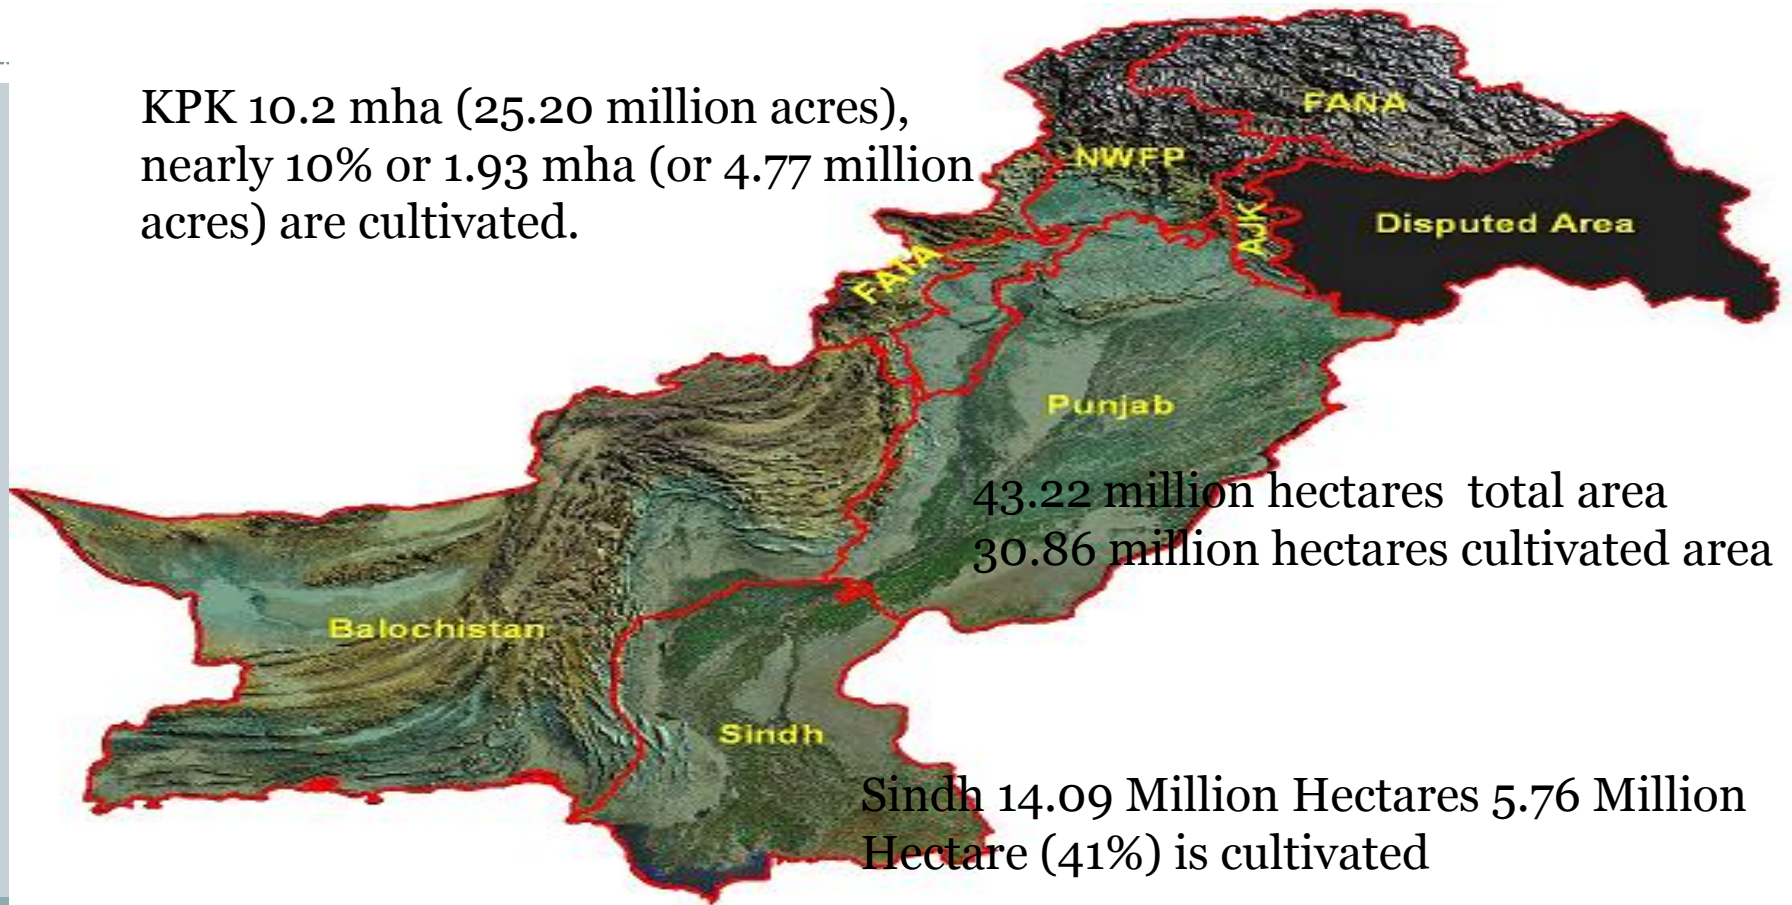 KPK 10.2 mha (25.20 million acres),
nearly 10% or 1.93 mha (or 4.77 million
acres) are cultivated.
FANA
NWFP
AJK
Disputed Area
FATA
Punjab
43.22 million hectares  total area
30.86 million hectares cultivated area
Balochistan
Sindh
Sindh 14.09 Million Hectares 5.76 Million
Hectare (41%) is cultivated